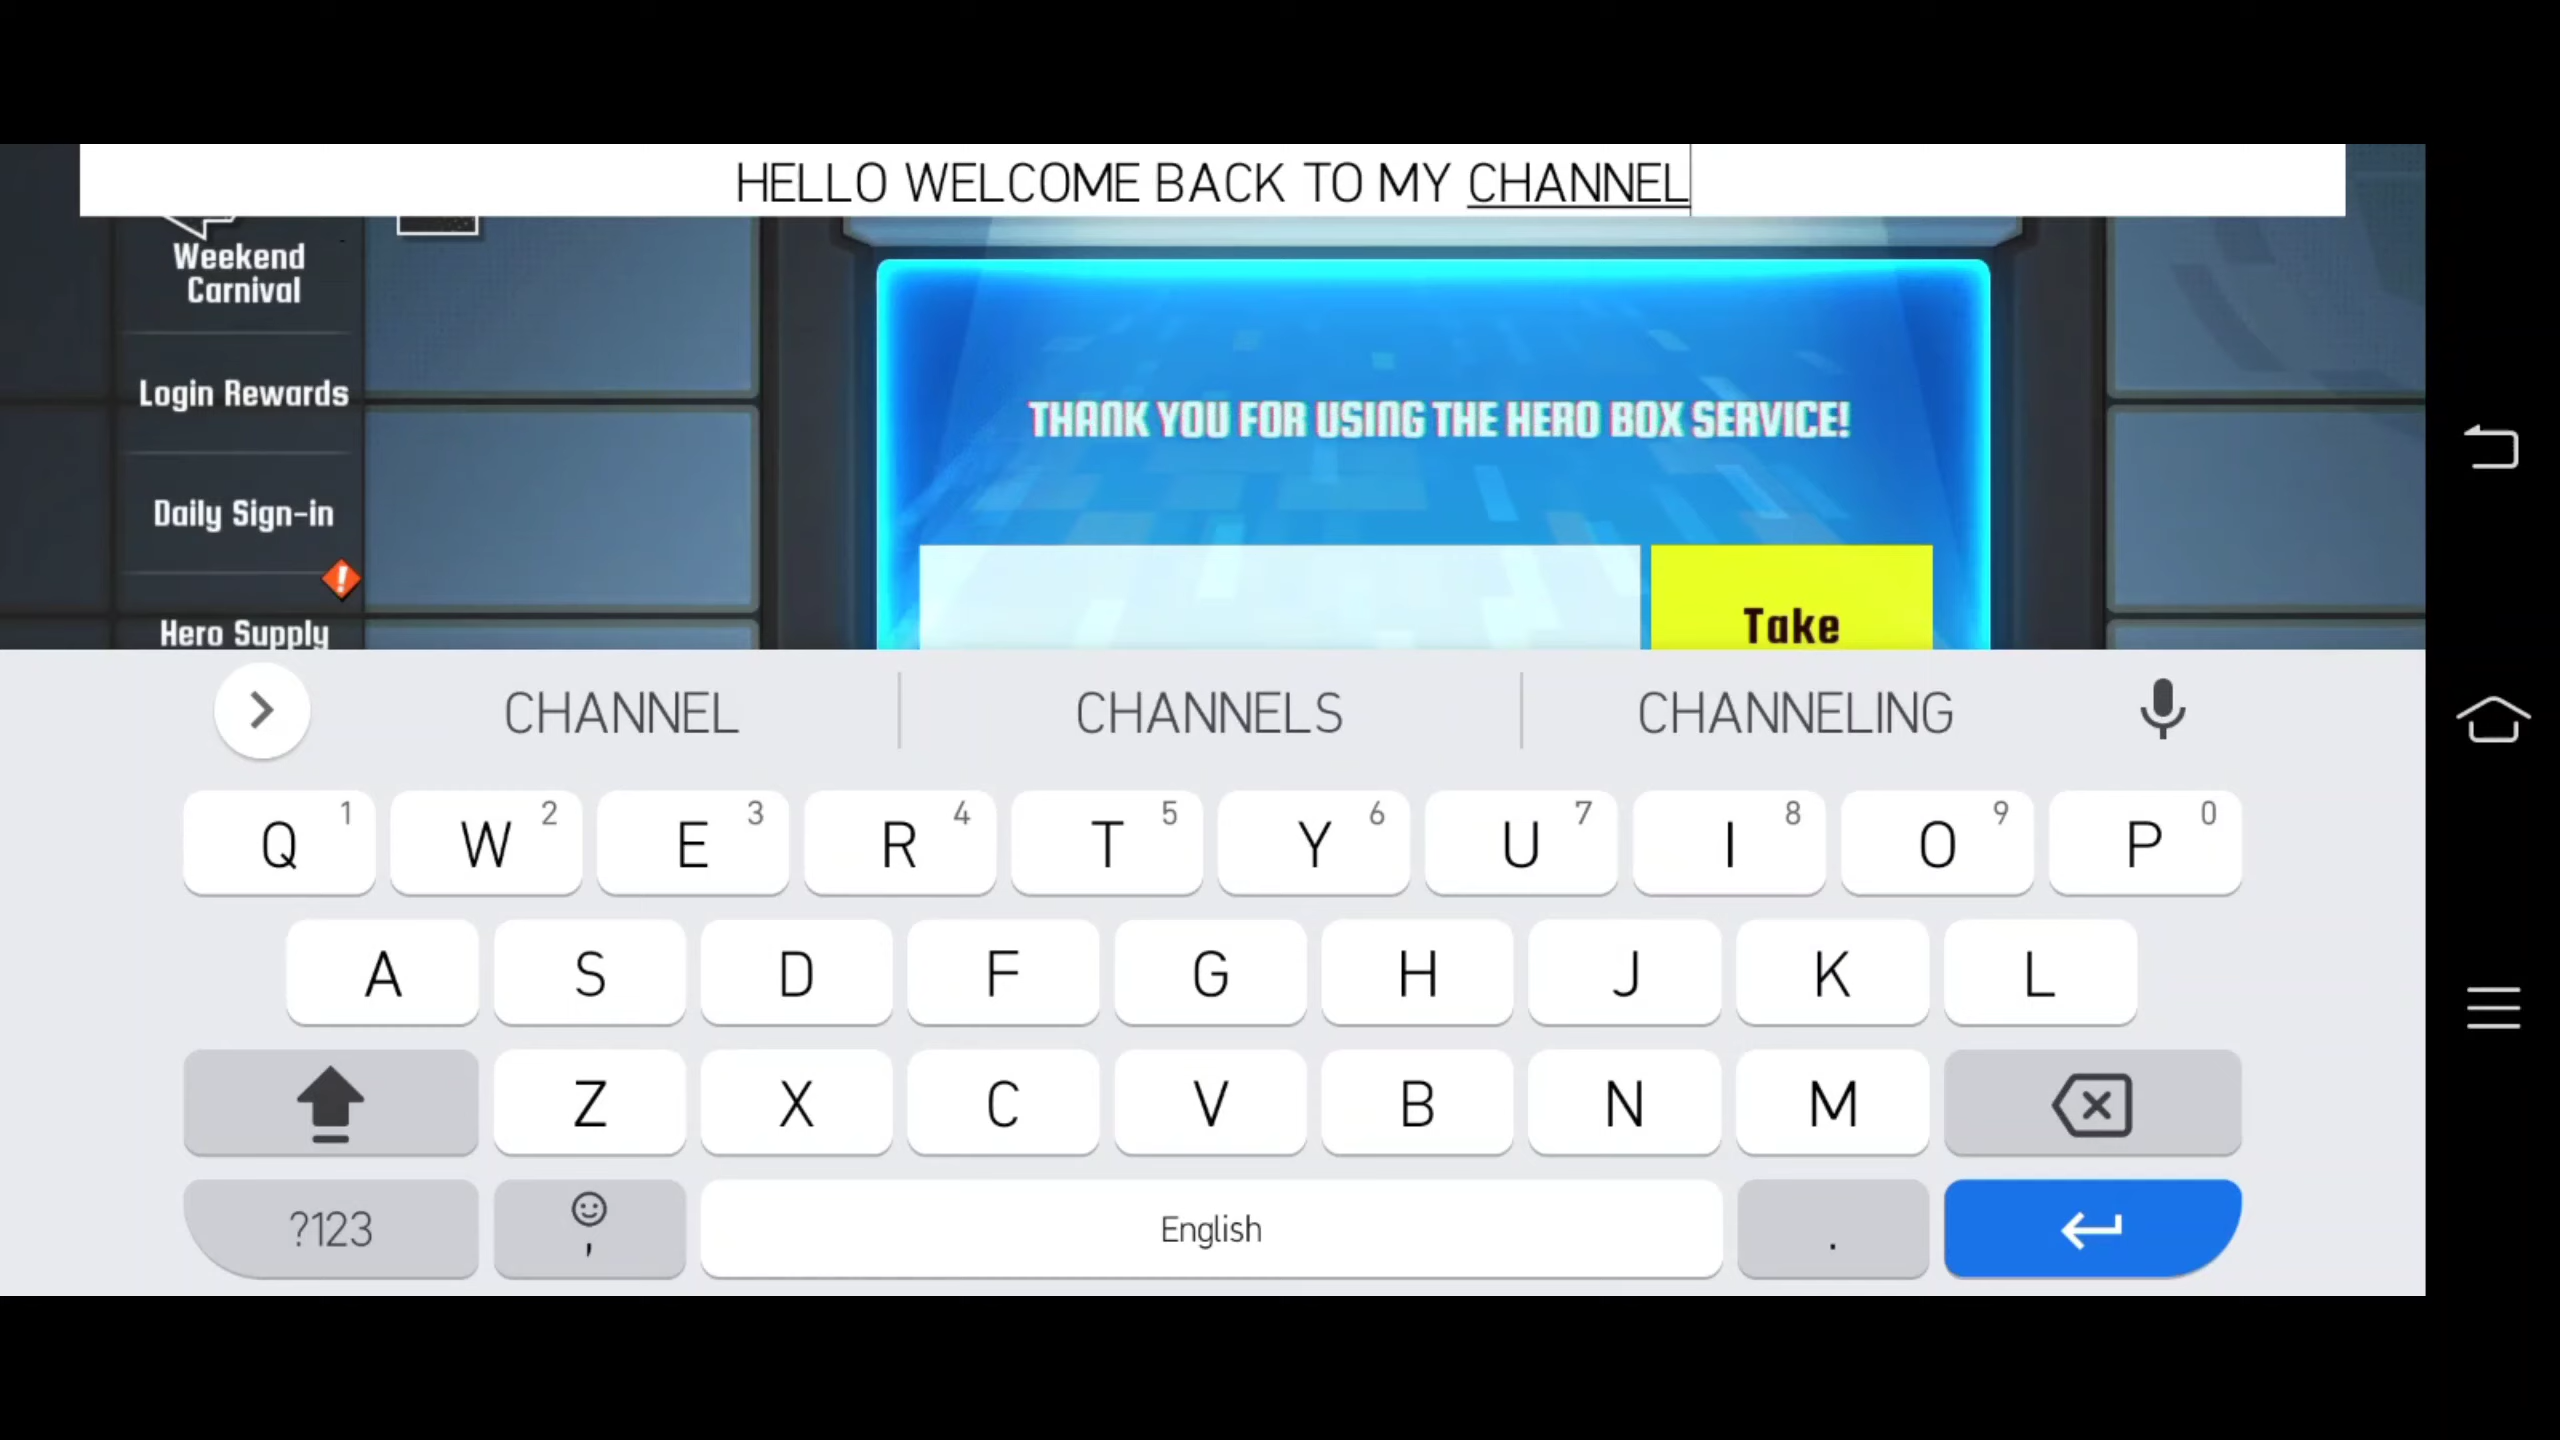 HELLO WELCOME BACK TO MY CHANNEL
Weekend
Carnival
Login Rewards
Daily Sign-in
!
Hero Supply
THANK YOU FOR USING THE HERO BOX SERVICE!
Take
CHANNEL CHANNELS CHANNELING
Q 1 W 2 E 3 R 4 T 5 Y 6 U 7 I 8 O 9 P 0
A S D F G H J K L
Z X C V B N M
?123 , English .